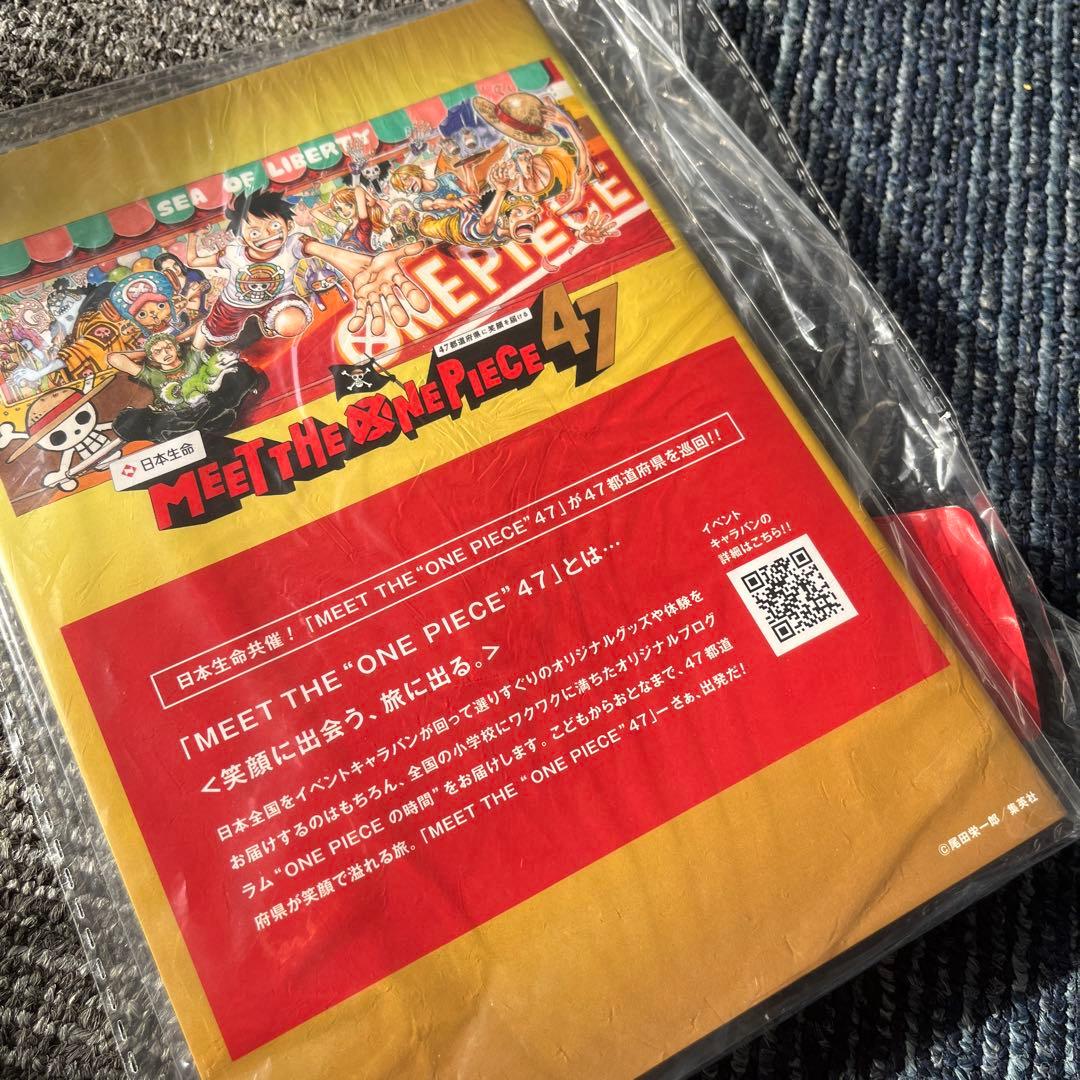 SEA OF LIBERTY
ONE PIECE
47都道府県に笑顔を届ける
日本生命
MEET THE ONE PIECE 47
日本生命共催！「MEET THE “ONE PIECE” 47」が47都道府県を巡回!!
「MEET THE “ONE PIECE” 47」とは…
<笑顔に出会う、旅に出る。>
日本全国をイベントキャラバンが回って選りすぐりのオリジナルグッズや体験を
お届けするのはもちろん、全国の小学校にワクワクに満ちたオリジナルプログ
ラム“ONE PIECE の時間”をお届けします。こどもからおとなまで、47都道
府県が笑顔で溢れる旅。「MEET THE “ONE PIECE” 47」ー さぁ、出発だ！
イベント
キャラバンの
詳細はこちら!!
©尾田栄一郎／集英社